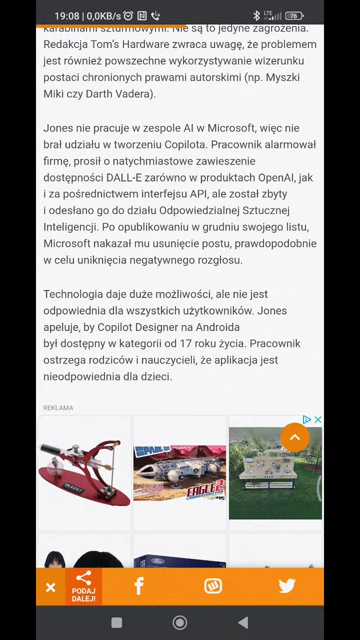 19:08 | 0,0KB/s
76
karabinami szturmowymi. Nie są to jedyne zagrożenia.
Redakcja Tom's Hardware zwraca uwagę, że problemem
jest również powszechne wykorzystywanie wizerunku
postaci chronionych prawami autorskimi (np. Myszki
Miki czy Darth Vadera).
Jones nie pracuje w zespole AI w Microsoft, więc nie
brał udziału w tworzeniu Copilota. Pracownik alarmował
firmę, prosił o natychmiastowe zawieszenie
dostępności DALL-E zarówno w produktach OpenAI, jak
i za pośrednictwem interfejsu API, ale został zbyty
i odesłano go do działu Odpowiedzialnej Sztucznej
Inteligencji. Po opublikowaniu w grudniu swojego listu,
Microsoft nakazał mu usunięcie postu, prawdopodobnie
w celu uniknięcia negatywnego rozgłosu.
Technologia daje duże możliwości, ale nie jest
odpowiednia dla wszystkich użytkowników. Jones
apeluje, by Copilot Designer na Androida
był dostępny w kategorii od 17 roku życia. Pracownik
ostrzega rodziców i nauczycieli, że aplikacja jest
nieodpowiednia dla dzieci.
REKLAMA
EAGLE 2
PODAJ
DALEJ!